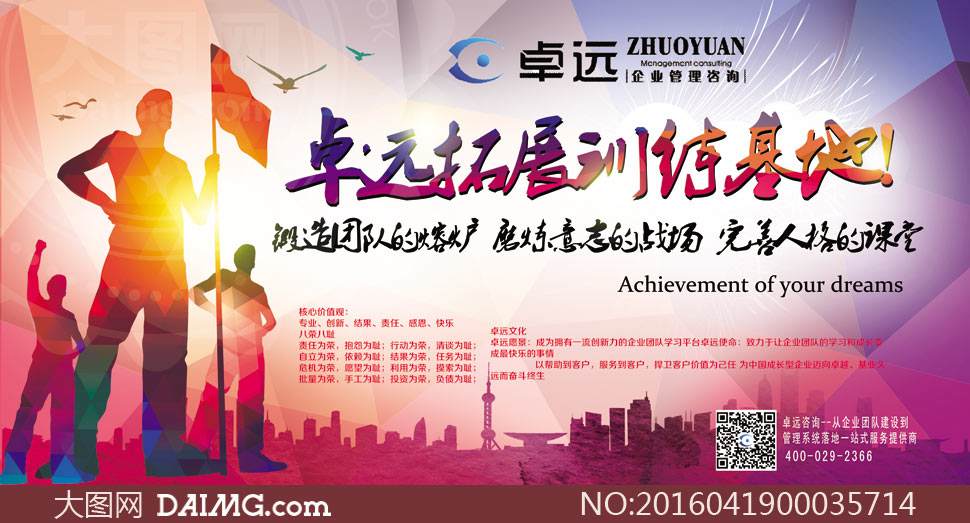 大图网
卓远
ZHUOYUAN
Management consulting
企业管理咨询
卓远拓展训练基地!
锻造团队的熔炉 磨炼意志的战场 完善人格的课堂
Achievement of your dreams
核心价值观:
专业、创新、结果、责任、感恩、快乐
八荣八耻
责任为荣，抱怨为耻；行动为荣，清谈为耻；
自立为荣，依赖为耻；结果为荣，任务为耻；
危机为荣，愿望为耻；利用为荣，摸索为耻；
批量为荣，手工为耻；投资为荣，负债为耻；
卓远文化
卓远愿景：成为拥有一流创新力的企业团队学习平台卓远使命：致力于让企业团队的学习和成长变
成最快乐的事情
以帮助到客户，服务到客户，捍卫客户价值为己任 为中国成长型企业迈向卓越、基业久
远而奋斗终生
卓远咨询--从企业团队建设到
管理系统落地一站式服务提供商
400-029-2366
大图网 DAIMG.com
NO:2016041900035714